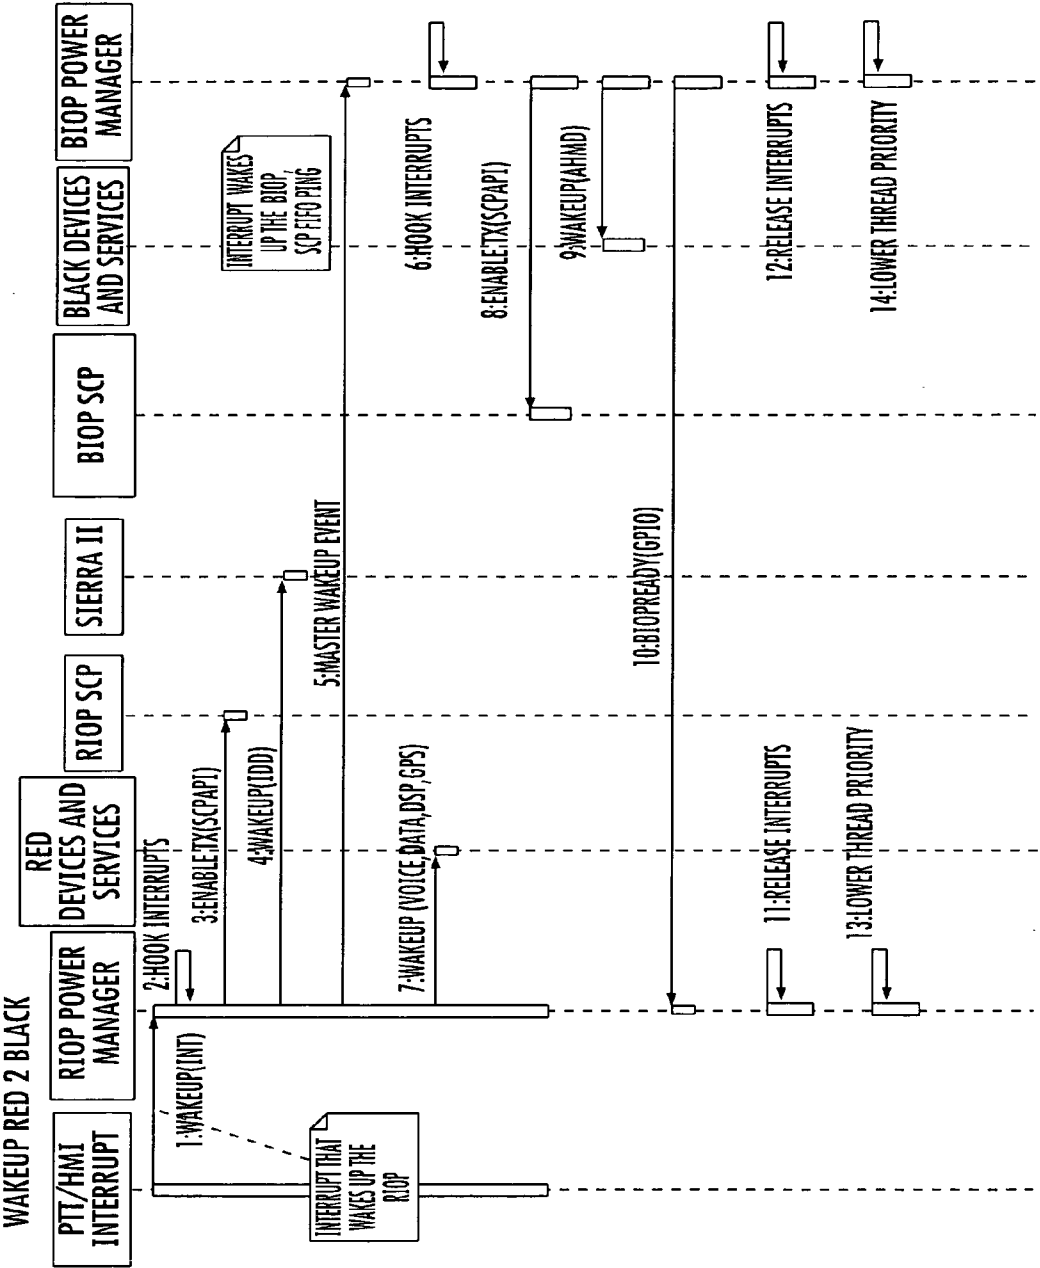 WAKEUP RED 2 BLACK
PTT/HMI
INTERRUPT
RIOP POWER
MANAGER
RED
DEVICES AND
SERVICES
RIOP SCP
SIERRA II
BIOP SCP
BLACK DEVICES
AND SERVICES
BIOP POWER
MANAGER
1:WAKEUP(INT)
INTERRUPT THAT
WAKES UP THE
RIOP
2:HOOK INTERRUPTS
3:ENABLETX(SCPAPI)
4:WAKEUP(IDD)
INTERRUPT WAKES
UP THE BIOP,
SCP FIFO PING
5:MASTER WAKEUP EVENT
6:HOOK INTERRUPTS
7:WAKEUP (VOICE,DATA,DSP,GPS)
8:ENABLETX(SCPAPI)
9:WAKEUP(AHMD)
10:BIOPREADY(GPIO)
11:RELEASE INTERRUPTS
12:RELEASE INTERRUPTS
13:LOWER THREAD PRIORITY
14:LOWER THREAD PRIORITY